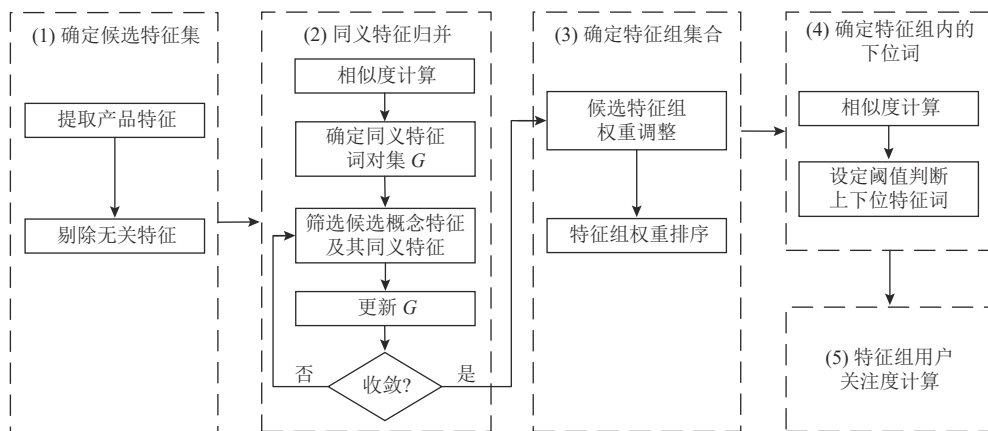 (1) 确定候选特征集
提取产品特征
剔除无关特征
(2) 同义特征归并
相似度计算
确定同义特征
词对集 G
筛选候选概念特征
及其同义特征
更新 G
收敛?
否
是
(3) 确定特征组集合
候选特征组
权重调整
特征组权重排序
(4) 确定特征组内的
下位词
相似度计算
设定阈值判断
上下位特征词
(5) 特征组用户
关注度计算